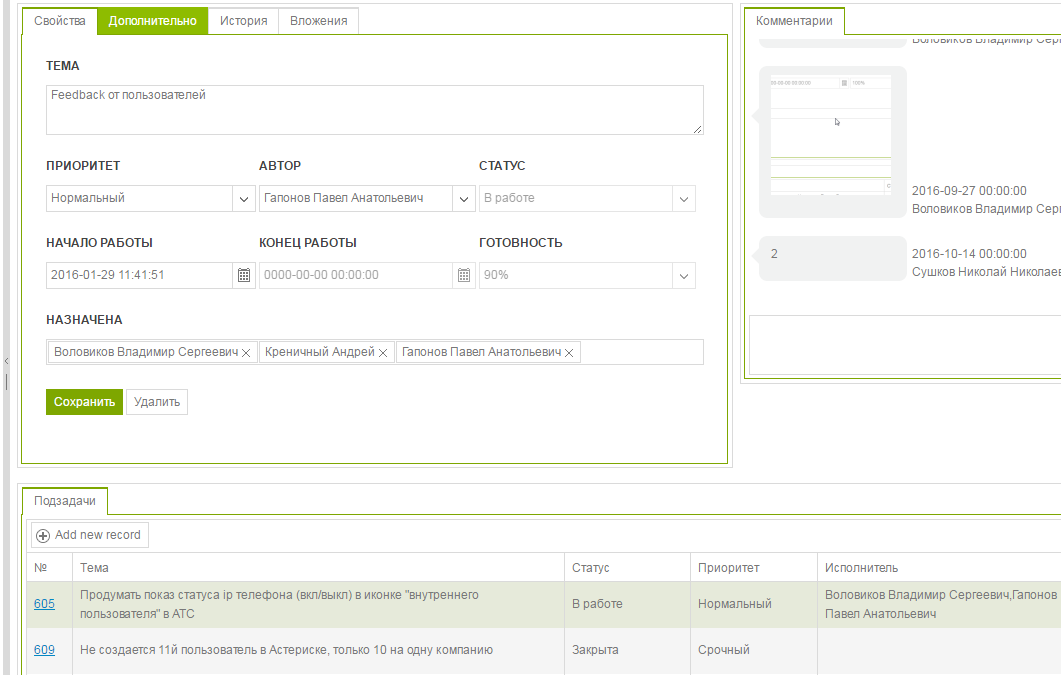 Свойства
Дополнительно
История
Вложения
ТЕМА
Feedback от пользователей
ПРИОРИТЕТ
АВТОР
СТАТУС
Нормальный
Гапонов Павел Анатольевич
В работе
НАЧАЛО РАБОТЫ
КОНЕЦ РАБОТЫ
ГОТОВНОСТЬ
2016-01-29 11:41:51
0000-00-00 00:00:00
90%
НАЗНАЧЕНА
Воловиков Владимир Сергеевич
Креничный Андрей
Гапонов Павел Анатольевич
Сохранить
Удалить
Комментарии
Воловиков Владимир Сер
100%
2016-09-27 00:00:00
Воловиков Владимир Сер
2
2016-10-14 00:00:00
Сушков Николай Николаев
Подзадачи
Add new record
№
Тема
Статус
Приоритет
Исполнитель
605
Продумать показ статуса ip телефона (вкл/выкл) в иконке "внутреннего
пользователя" в АТС
В работе
Нормальный
Воловиков Владимир Сергеевич,Гапонов
Павел Анатольевич
609
Не создается 11й пользователь в Астериске, только 10 на одну компанию
Закрыта
Срочный